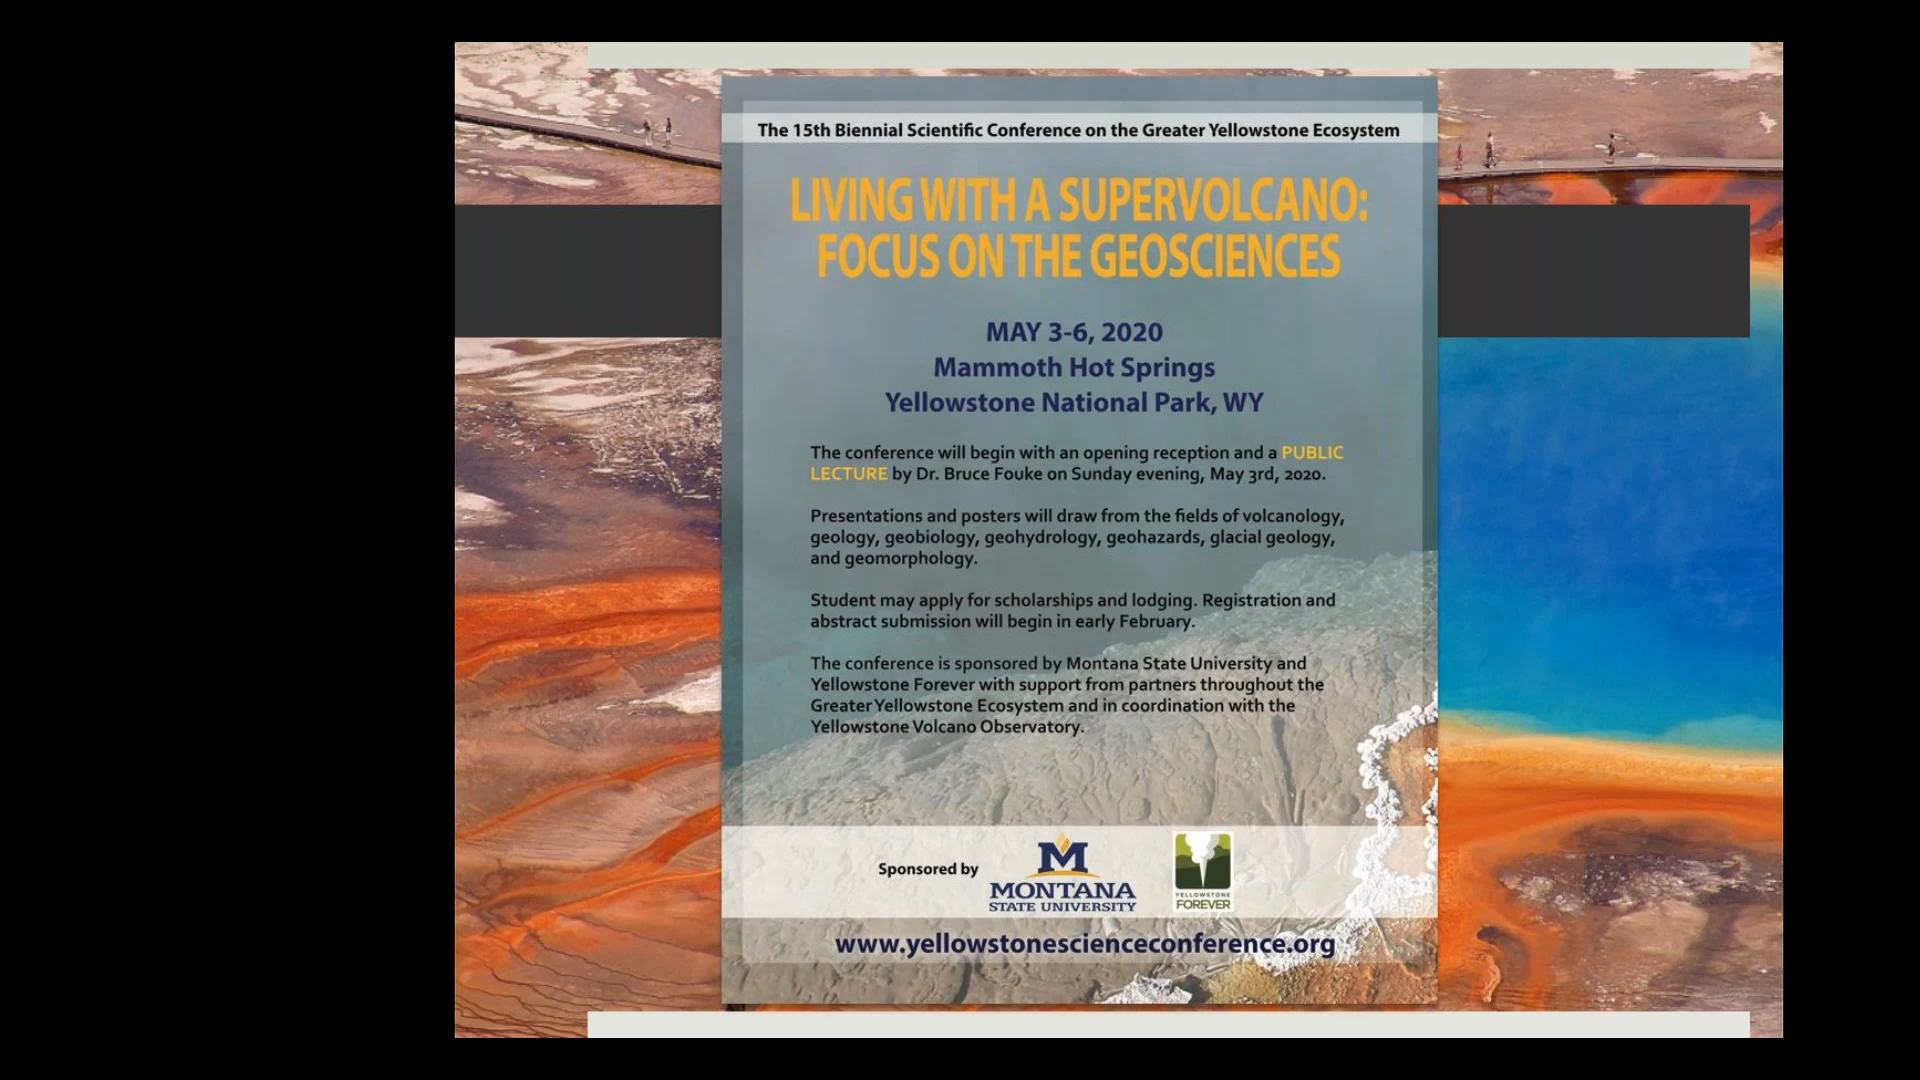 The 15th Biennial Scientific Conference on the Greater Yellowstone Ecosystem
LIVING WITH A SUPERVOLCANO:
FOCUS ON THE GEOSCIENCES
MAY 3-6, 2020
Mammoth Hot Springs
Yellowstone National Park, WY
The conference will begin with an opening reception and a PUBLIC
LECTURE by Dr. Bruce Fouke on Sunday evening, May 3rd, 2020.
Presentations and posters will draw from the fields of volcanology,
geology, geobiology, geohydrology, geohazards, glacial geology,
and geomorphology.
Student may apply for scholarships and lodging. Registration and
abstract submission will begin in early February.
The conference is sponsored by Montana State University and
Yellowstone Forever with support from partners throughout the
Greater Yellowstone Ecosystem and in coordination with the
Yellowstone Volcano Observatory.
Sponsored by
M
MONTANA
STATE UNIVERSITY
YELLOWSTONE
FOREVER
www.yellowstonescienceconference.org